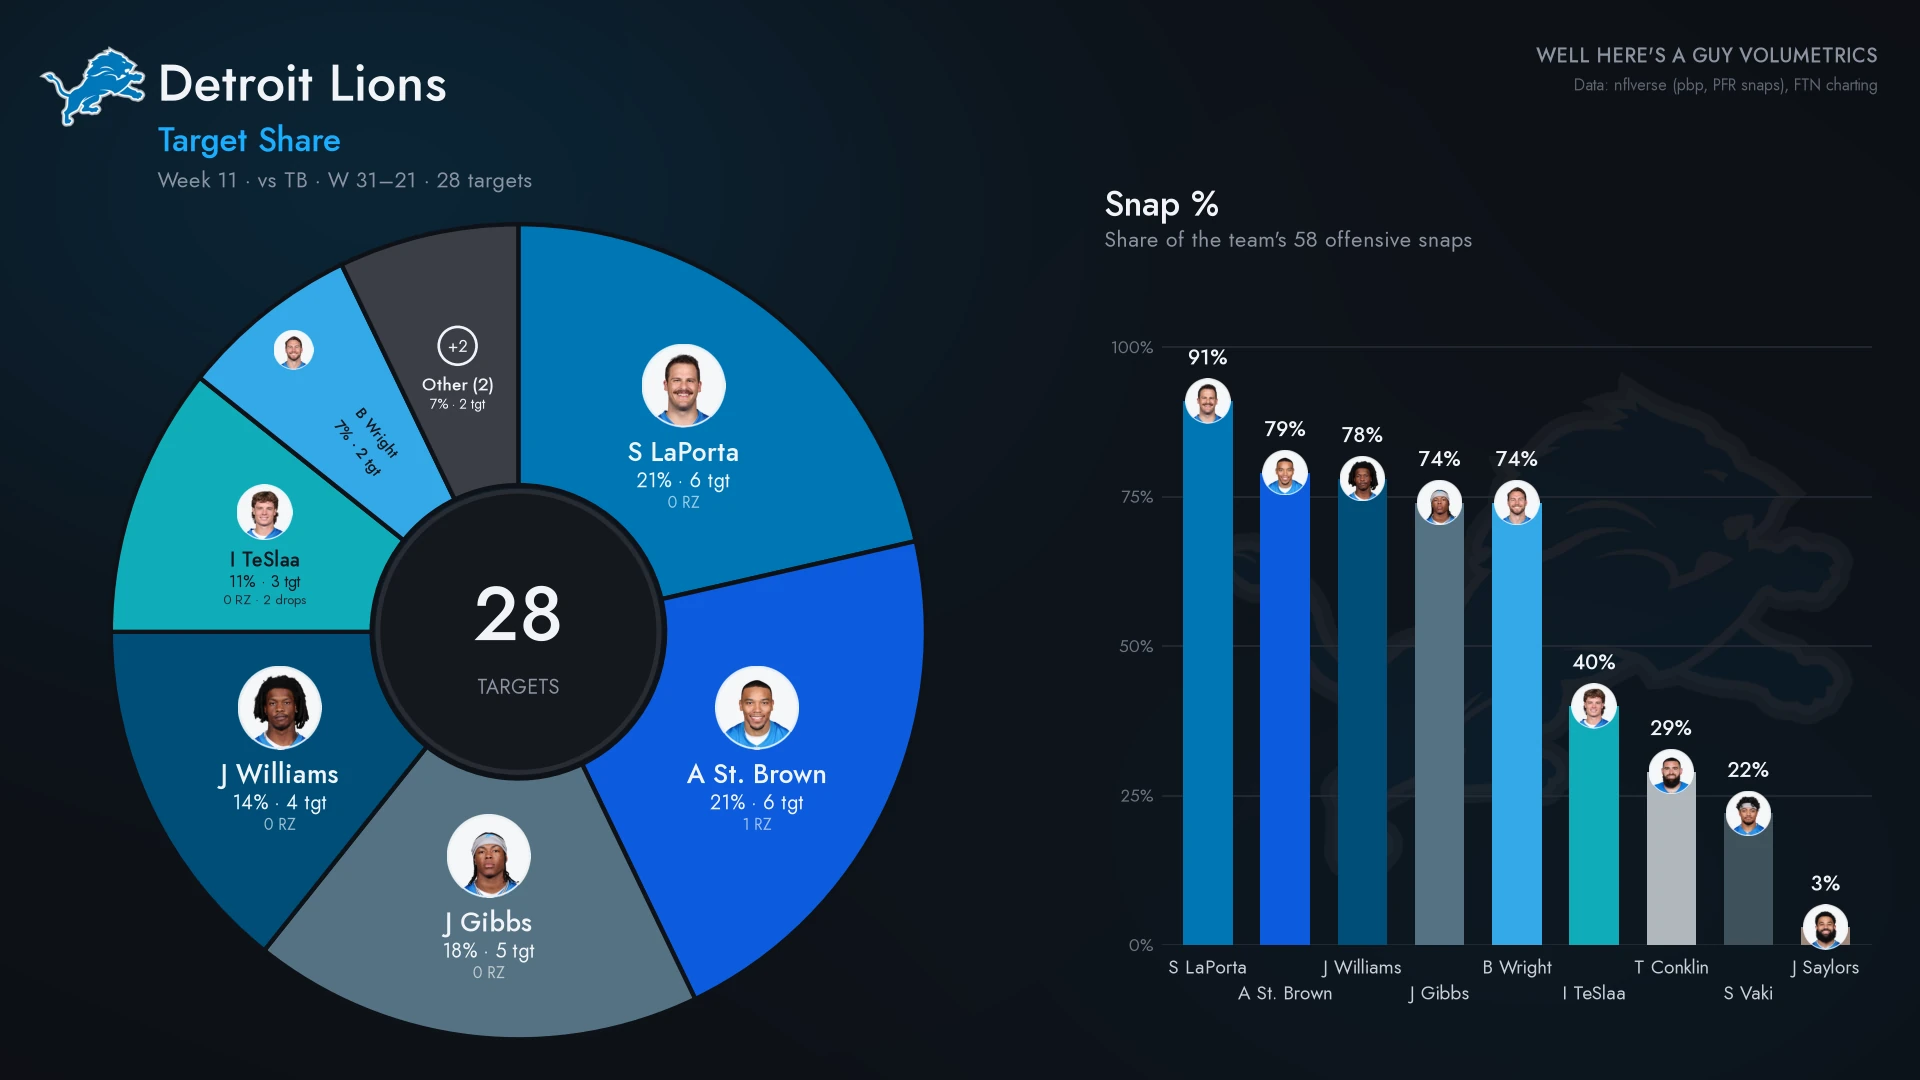 Detroit Lions
Target Share
Week 11 · vs TB · W 31–21 · 28 targets
WELL HERE'S A GUY VOLUMETRICS
Data: nflverse (pbp, PFR snaps), FTN charting
+2
Other (2)
7% · 2 tgt
S LaPorta
21% · 6 tgt
0 RZ
B Wright
7% · 2 tgt
I TeSlaa
11% · 3 tgt
0 RZ · 2 drops
28
TARGETS
J Williams
14% · 4 tgt
0 RZ
A St. Brown
21% · 6 tgt
1 RZ
J Gibbs
18% · 5 tgt
0 RZ
Snap %
Share of the team's 58 offensive snaps
100%
75%
50%
25%
0%
91%
79%
78%
74%
74%
40%
29%
22%
3%
S LaPorta
A St. Brown
J Williams
J Gibbs
B Wright
I TeSlaa
T Conklin
S Vaki
J Saylors